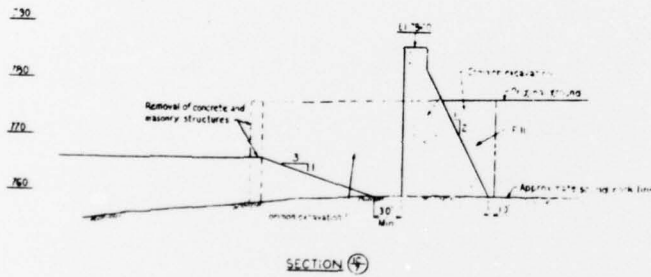 790
780
Original ground
Removal of concrete and
masonry structures
770
3
1
2
Fill
760
Approximate sound rock line
30'
Min
SECTION